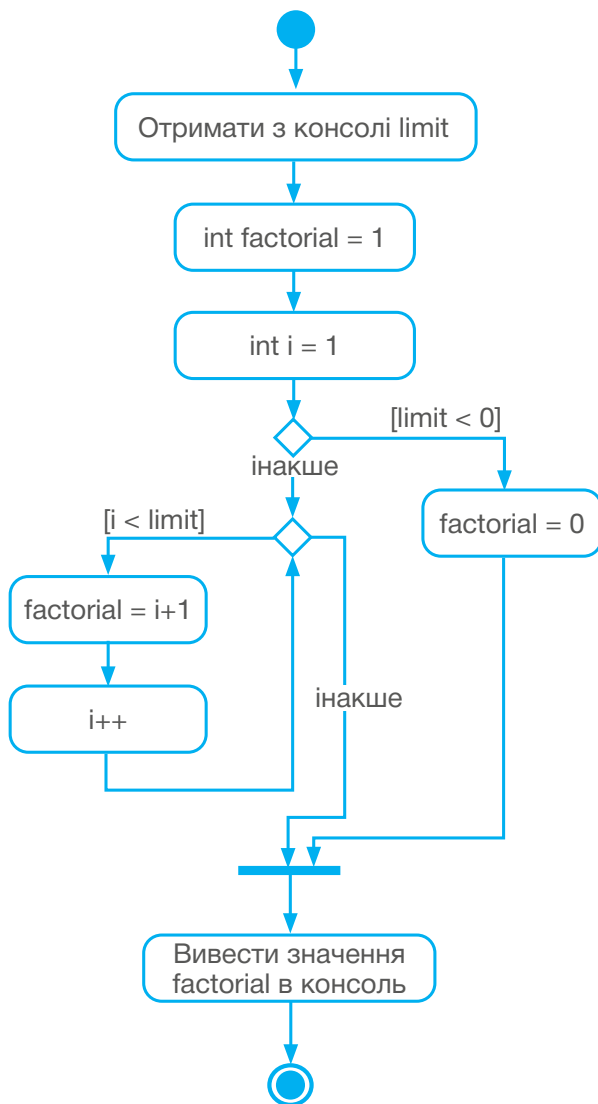 Отримати з консолі limit
int factorial = 1
int i = 1
[limit < 0]
інакше
[i < limit]
factorial = 0
factorial = i+1
інакше
i++
Вивести значення
factorial в консоль